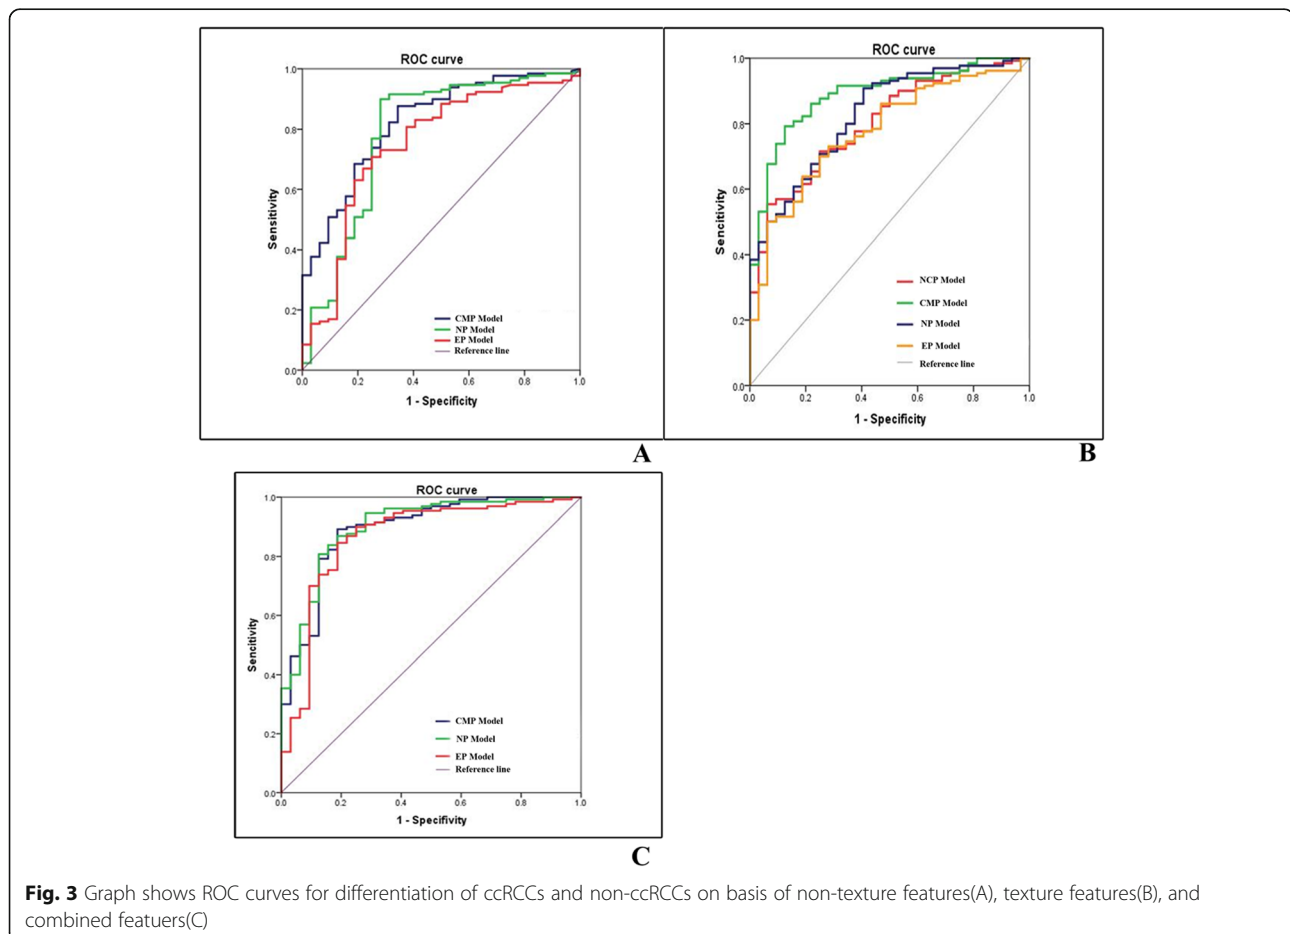 ROC curve
Sencitivity
1.0
0.8
0.6
0.4
0.2
0.0
0.0 0.2 0.4 0.6 0.8 1.0
1 - Specificity
CMP Model
NP Model
EP Model
Reference line
A
ROC curve
Sencitivity
1.0
0.8
0.6
0.4
0.2
0.0
0.0 0.2 0.4 0.6 0.8 1.0
1 - Specificity
NCP Model
CMP Model
NP Model
EP Model
Reference line
B
ROC curve
Sencitivity
1.0
0.8
0.6
0.4
0.2
0.0
0.0 0.2 0.4 0.6 0.8 1.0
1 - Specificity
CMP Model
NP Model
EP Model
Reference line
C
Fig. 3 Graph shows ROC curves for differentiation of ccRCCs and non-ccRCCs on basis of non-texture features(A), texture features(B), and
combined featuers(C)